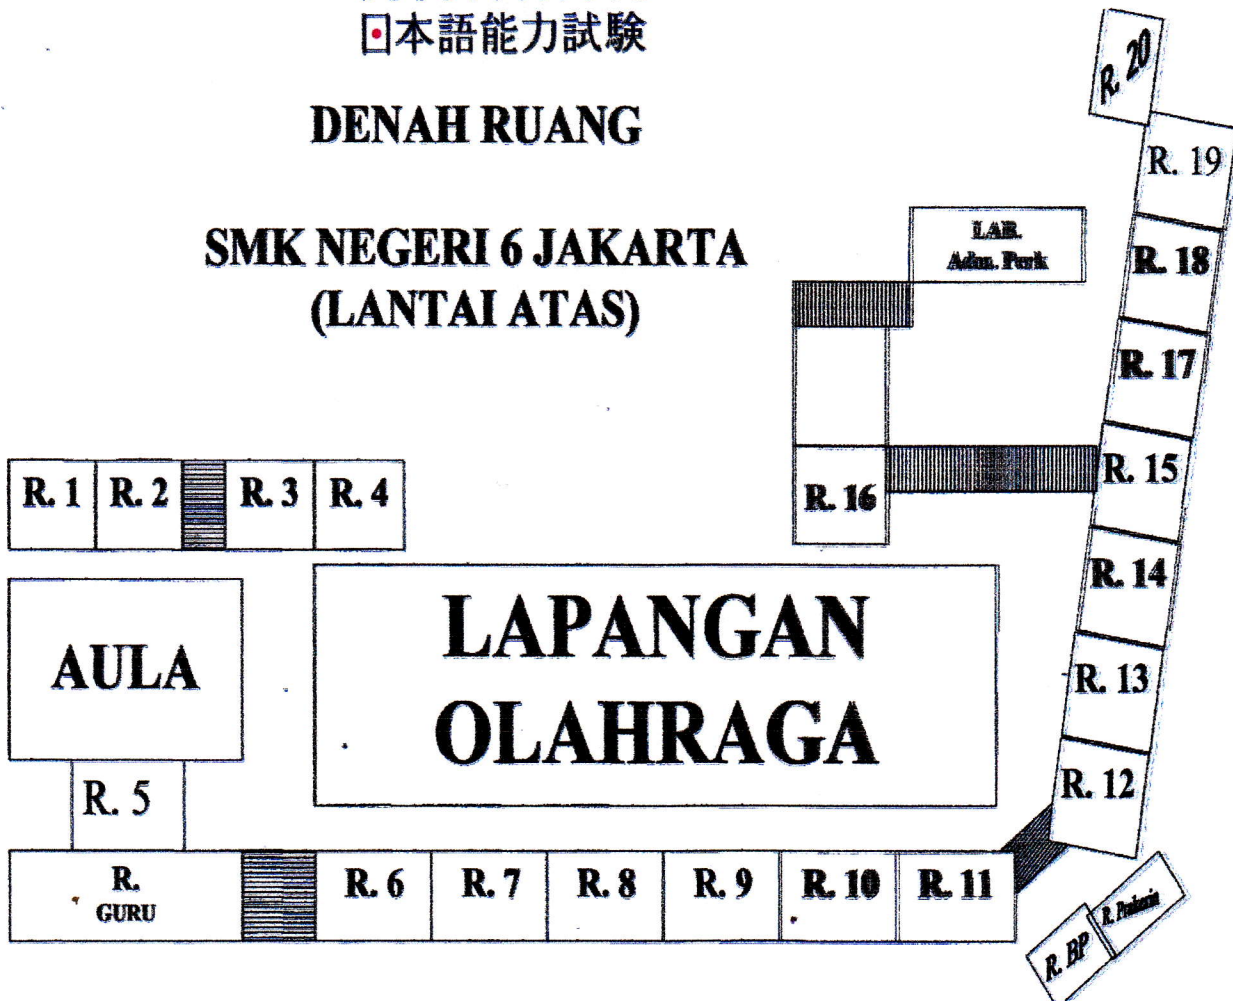 日本語能力試験
DENAH RUANG
SMK NEGERI 6 JAKARTA
(LANTAI ATAS)
R. 20
R. 19
LAB.
Adm. Perk
R. 18
R. 17
R. 1
R. 2
R. 3
R. 4
R. 16
R. 15
R. 14
LAPANGAN
OLAHRAGA
AULA
R. 13
R. 12
R. 5
R.
GURU
R. 6
R. 7
R. 8
R. 9
R. 10
R. 11
R. BP
R.